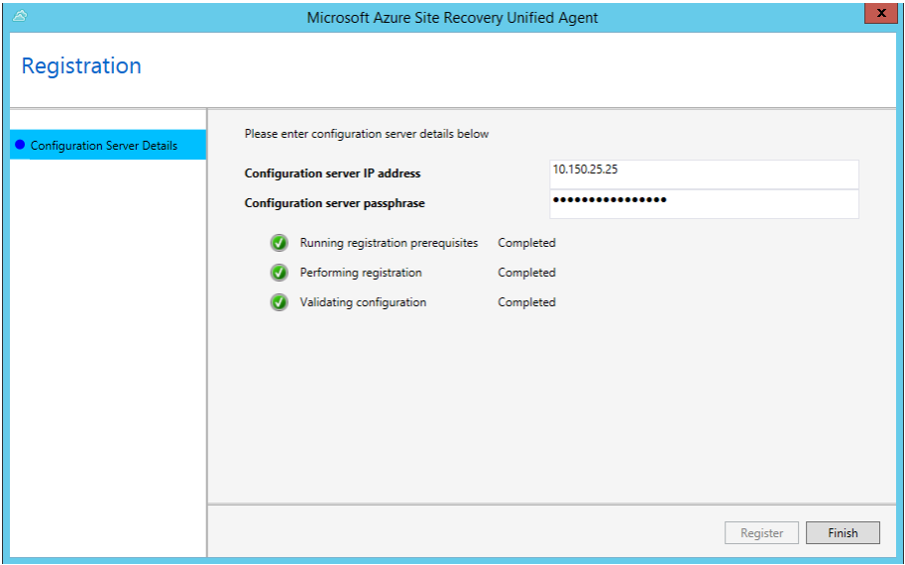 Microsoft Azure Site Recovery Unified Agent
x
Registration
Configuration Server Details
Please enter configuration server details below
Configuration server IP address 10.150.25.25
Configuration server passphrase ••••••••••••••••
Running registration prerequisites Completed
Performing registration Completed
Validating configuration Completed
Register Finish